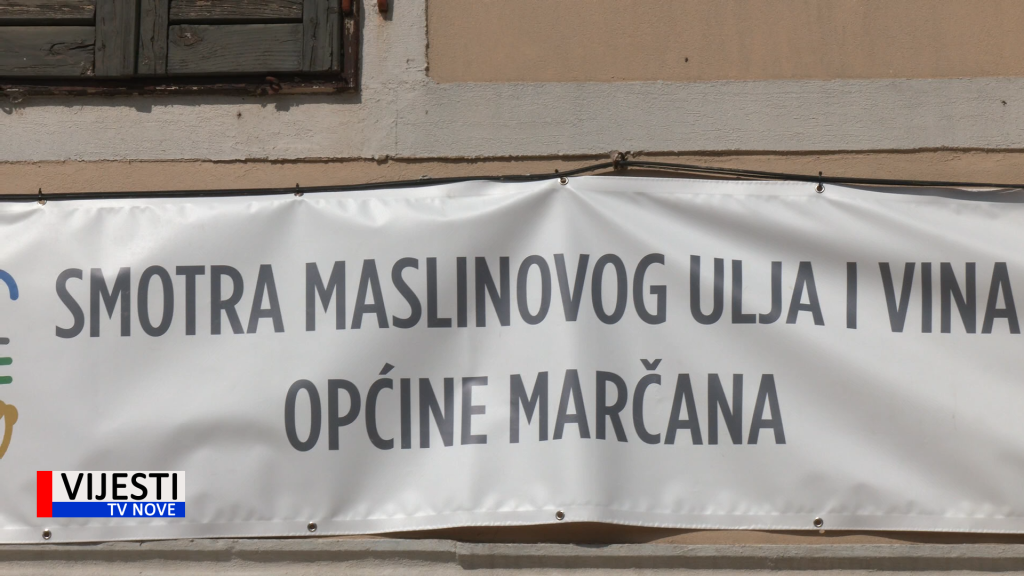 SMOTRA MASLINOVOG ULJA I VINA
OPĆINE MARČANA
VIJESTI
TV NOVE